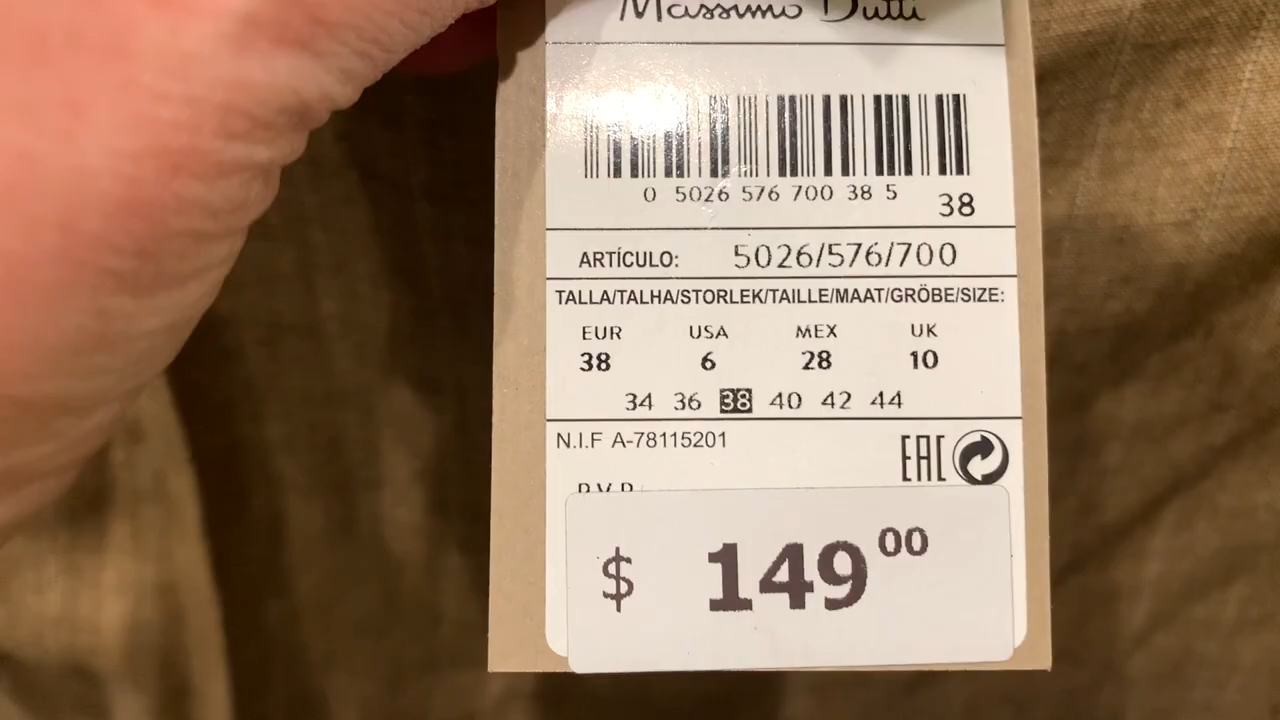 Massimo Dutti
0 5026 576 700 38 5
38
ARTÍCULO: 5026/576/700
TALLA/TALHA/STORLEK/TAILLE/MAAT/GRÖBE/SIZE:
EUR USA MEX UK
38 6 28 10
34 36 38 40 42 44
N.I.F A-78115201
EAC
P.V.P.
$ 149 00